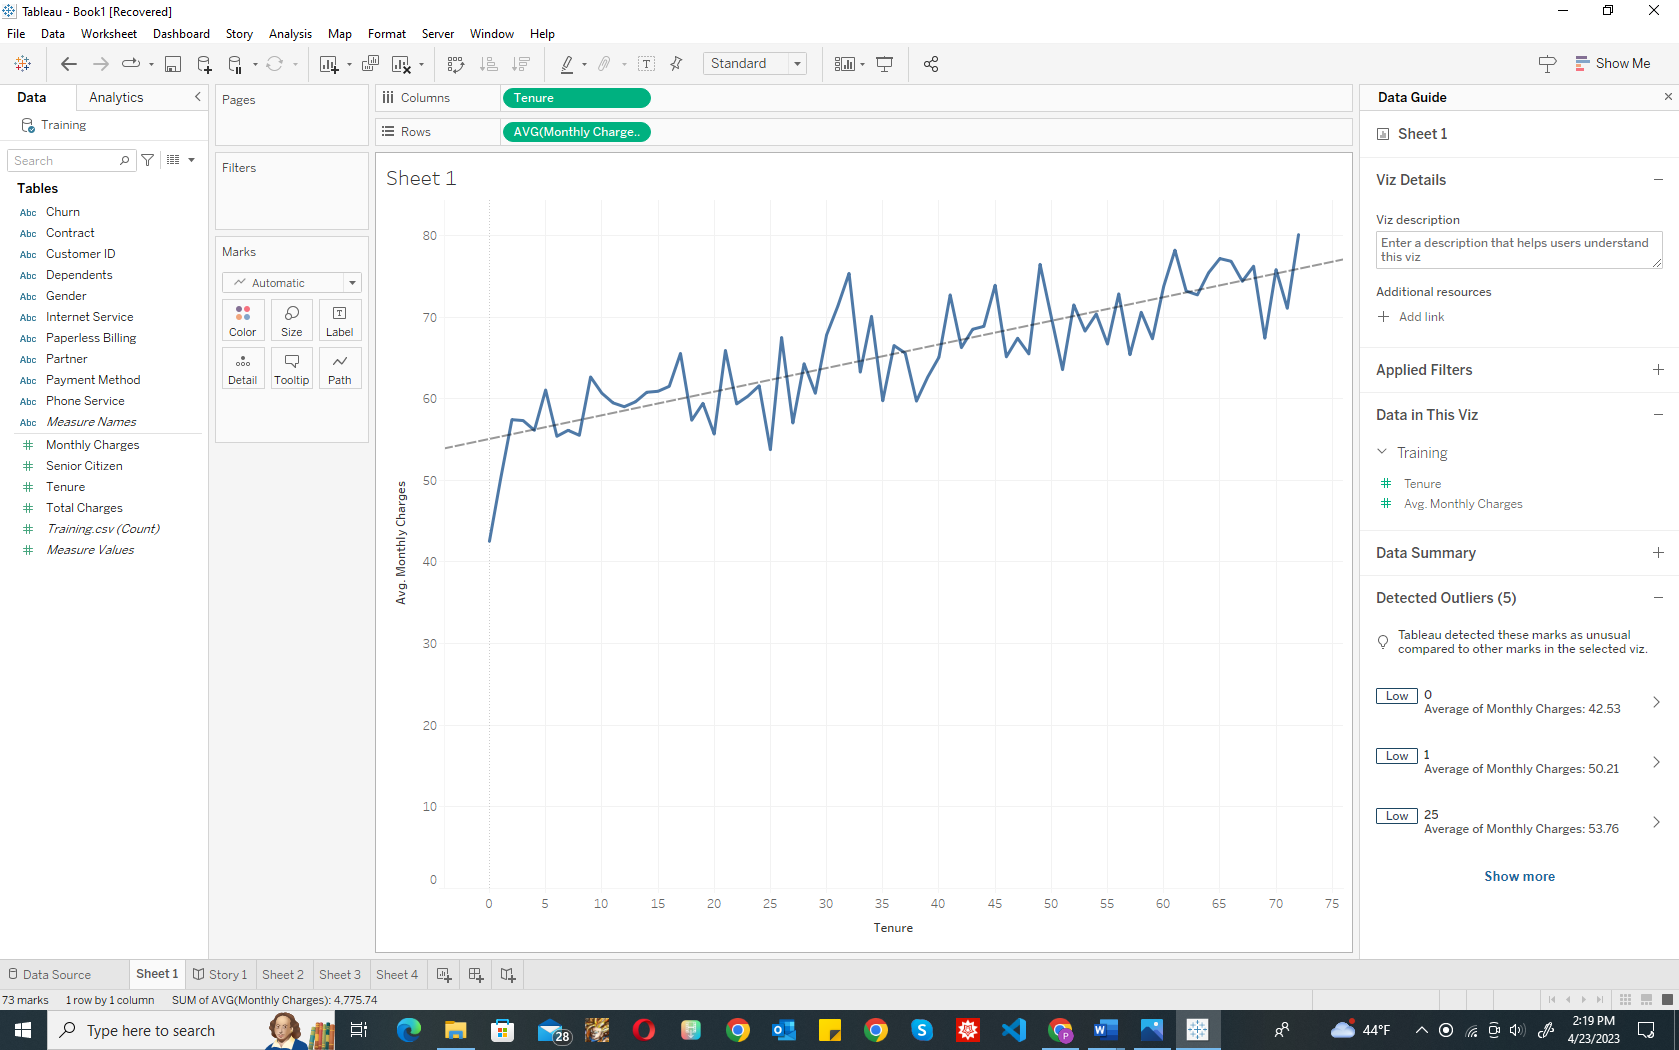 Tableau - Book1 [Recovered]
File Data Worksheet Dashboard Story Analysis Map Format Server Window Help
Standard
Show Me
Data Analytics
Training
Search
Tables
Abc Churn
Abc Contract
Abc Customer ID
Abc Dependents
Abc Gender
Abc Internet Service
Abc Paperless Billing
Abc Partner
Abc Payment Method
Abc Phone Service
Abc Measure Names
# Monthly Charges
# Senior Citizen
# Tenure
# Total Charges
# Training.csv (Count)
# Measure Values
Pages
Filters
Marks
Automatic
Color Size Label
Detail Tooltip Path
Columns Tenure
Rows AVG(Monthly Charge..
Sheet 1
Avg. Monthly Charges
80
70
60
50
40
30
20
10
0
0 5 10 15 20 25 30 35 40 45 50 55 60 65 70 75
Tenure
Data Guide
Sheet 1
Viz Details
Viz description
Enter a description that helps users understand
this viz
Additional resources
Add link
Applied Filters
Data in This Viz
Training
# Tenure
# Avg. Monthly Charges
Data Summary
Detected Outliers (5)
Tableau detected these marks as unusual
compared to other marks in the selected viz.
Low 0
Average of Monthly Charges: 42.53
Low 1
Average of Monthly Charges: 50.21
Low 25
Average of Monthly Charges: 53.76
Show more
Data Source Sheet 1 Story 1 Sheet 2 Sheet 3 Sheet 4
73 marks 1 row by 1 column SUM of AVG(Monthly Charges): 4,775.74
Type here to search
28
44°F
2:19 PM
4/23/2023